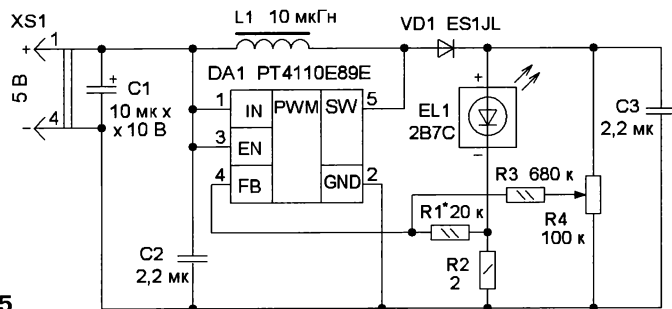 XS1
1
5 В
4
+
C1
10 мк х
х 10 В
L1 10 мкГн
DA1 PT4110E89E
1 IN PWM SW 5
3 EN
4 FB GND 2
C2
2,2 мк
VD1 ES1JL
+
EL1
2B7C
–
C3
2,2 мк
R3 680 к
R1* 20 к
R4
100 к
R2
2
5